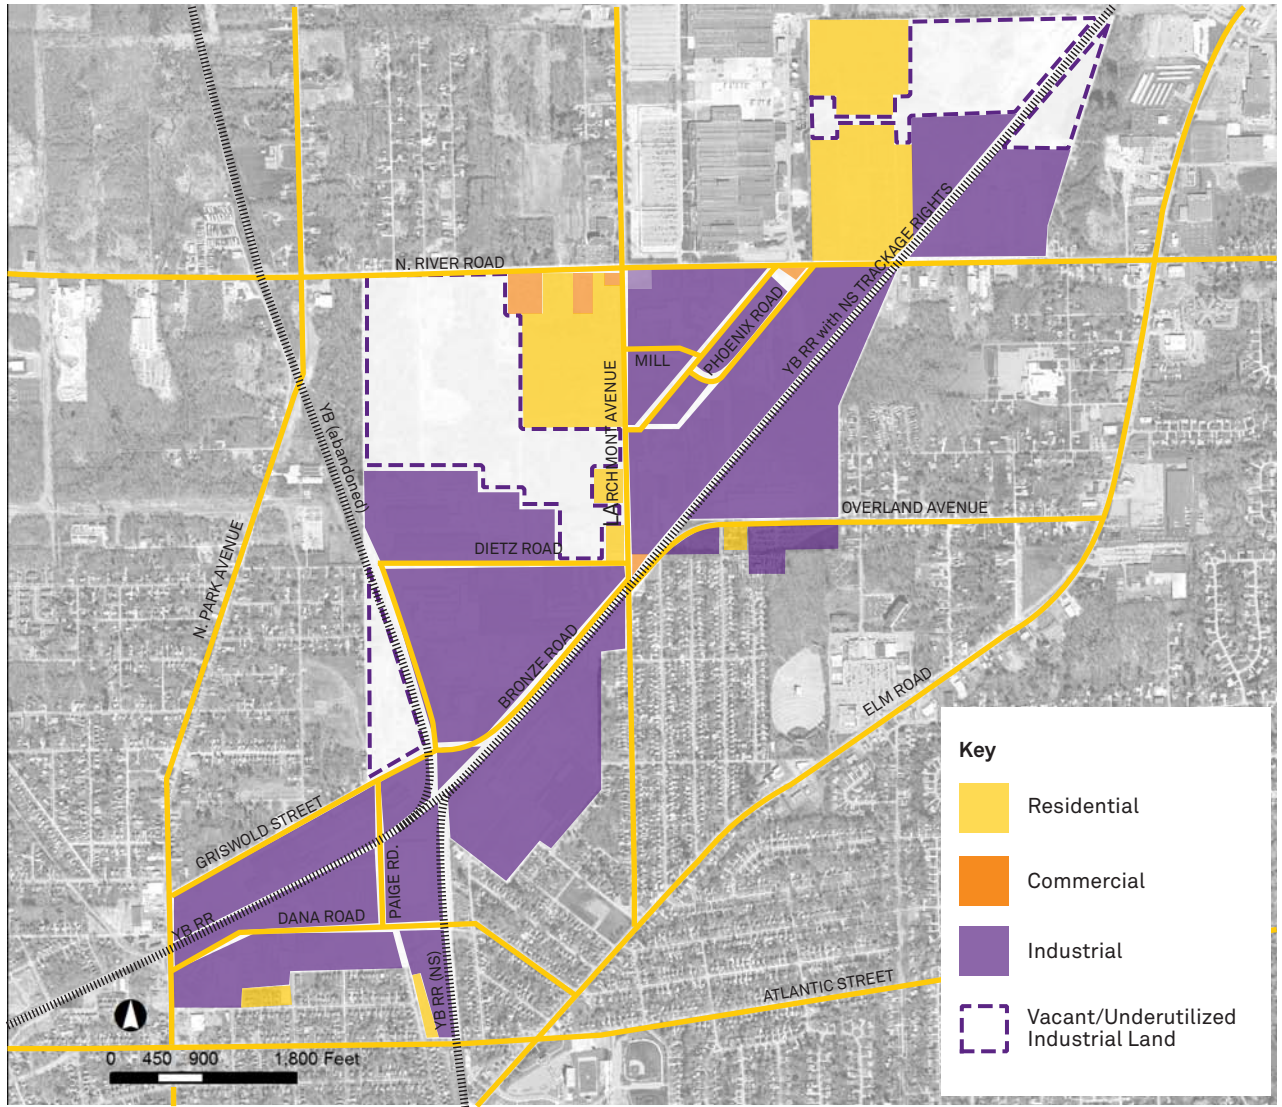 N. RIVER ROAD
YB RR with NS TRACKAGE RIGHTS
PHOENIX ROAD
MILL
LARCHMONT AVENUE
YB (abandoned)
OVERLAND AVENUE
DIETZ ROAD
N. PARK AVENUE
BRONZE ROAD
ELM ROAD
GRISWOLD STREET
PAIGE RD.
DANA ROAD
YB RR
YB RR (NS)
ATLANTIC STREET
Key
Residential
Commercial
Industrial
Vacant/Underutilized
Industrial Land
0 450 900 1,800 Feet